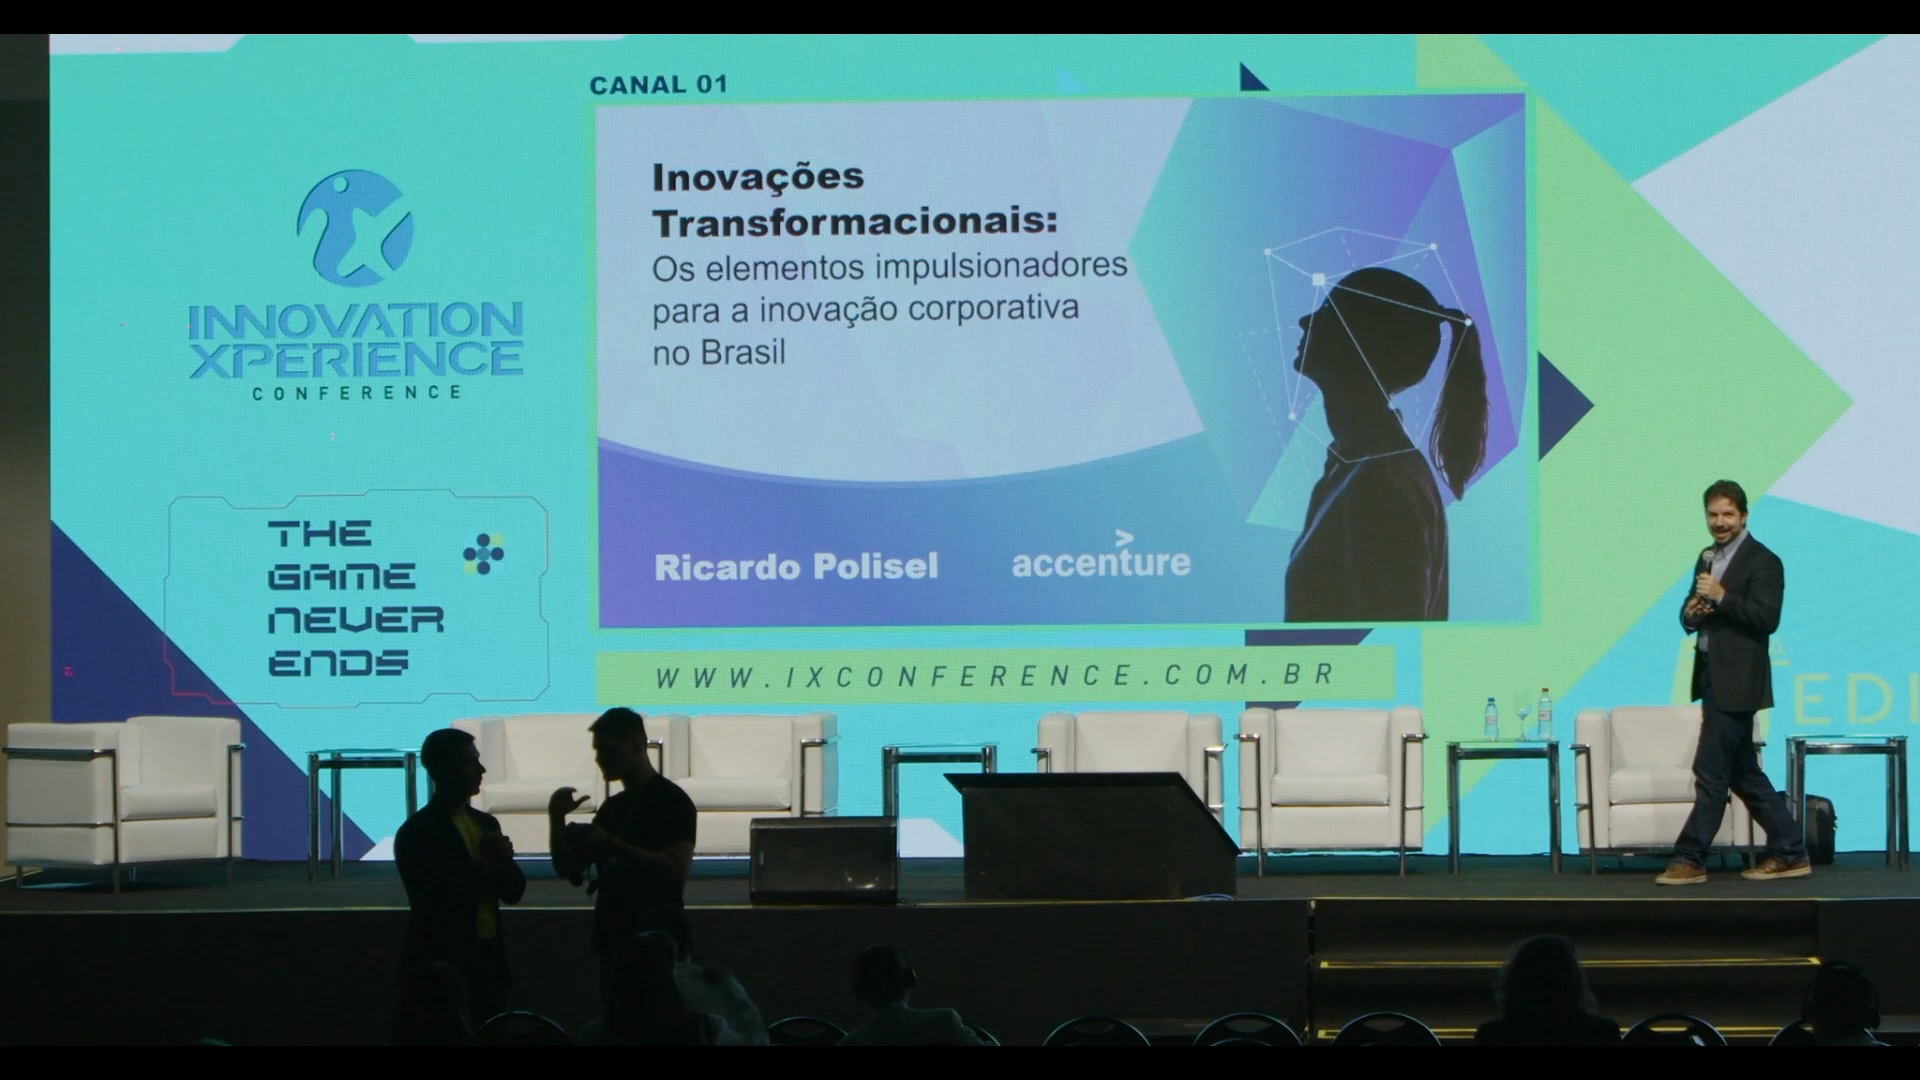 CANAL 01
INNOVATION
XPERIENCE
CONFERENCE
THE
GAME
NEVER
ENDS
Inovações
Transformacionais:
Os elementos impulsionadores
para a inovação corporativa
no Brasil
Ricardo Polisel
accenture
WWW.IXCONFERENCE.COM.BR
EDI